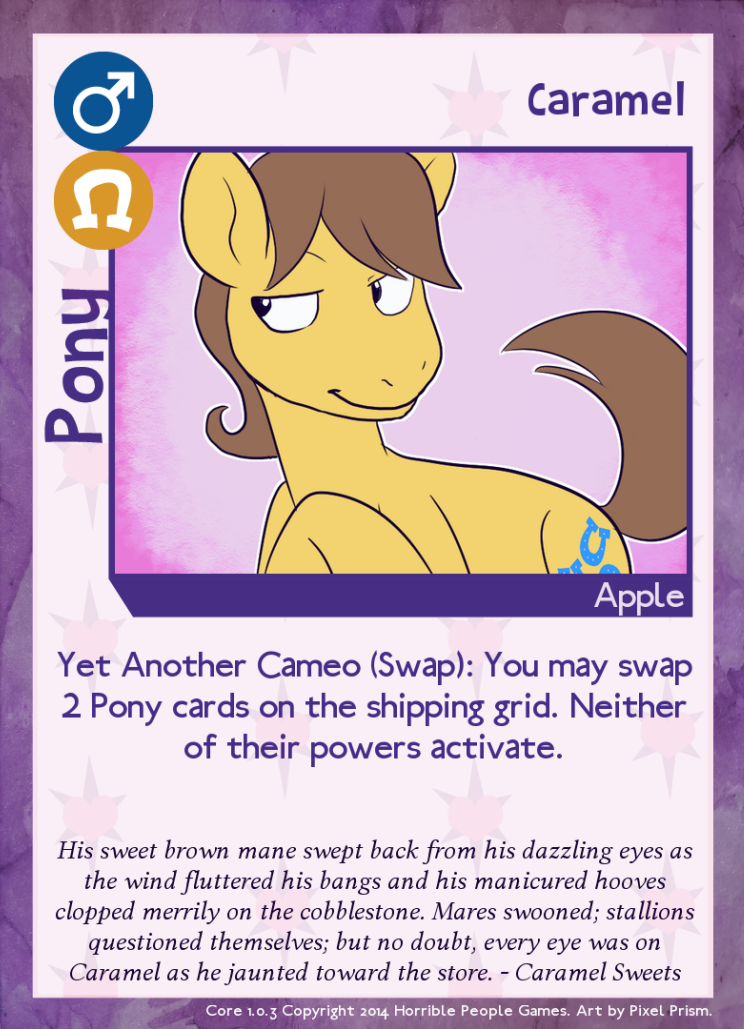 Caramel
Pony
Apple
Yet Another Cameo (Swap): You may swap
2 Pony cards on the shipping grid. Neither
of their powers activate.
His sweet brown mane swept back from his dazzling eyes as
the wind fluttered his bangs and his manicured hooves
clopped merrily on the cobblestone. Mares swooned; stallions
questioned themselves; but no doubt, every eye was on
Caramel as he jaunted toward the store. - Caramel Sweets
Core 1.0.3 Copyright 2014 Horrible People Games. Art by Pixel Prism.